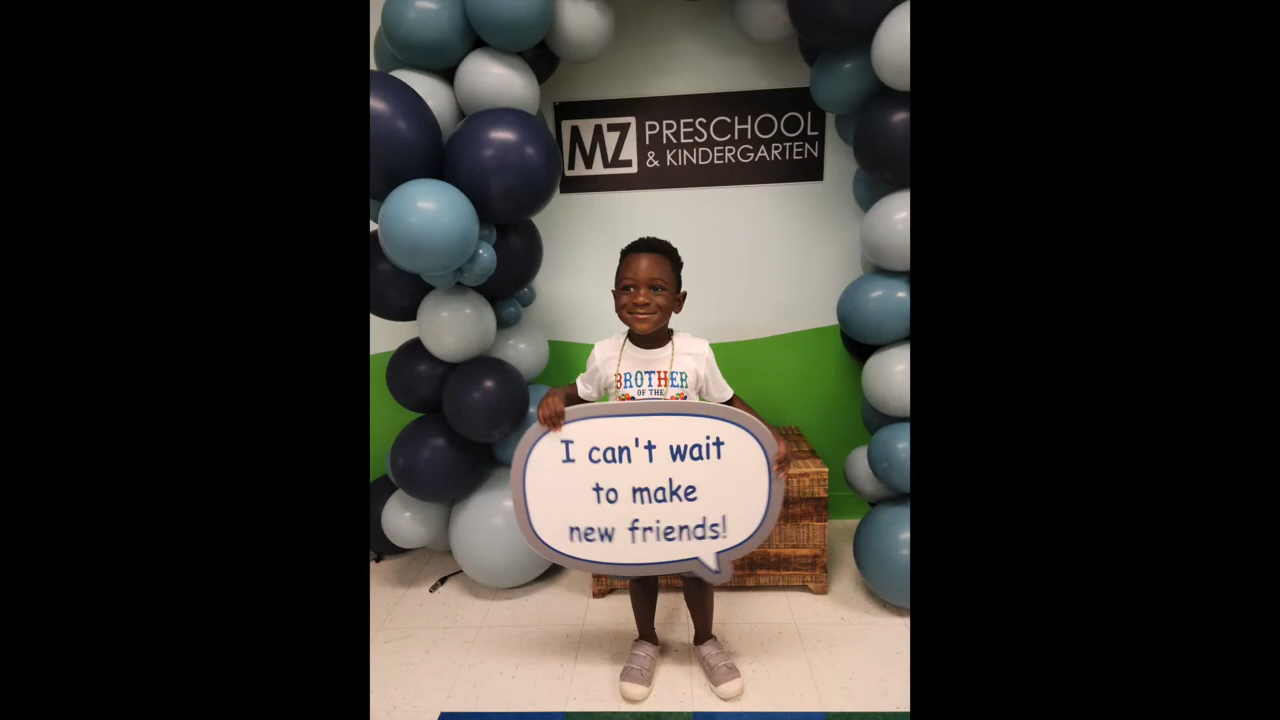 MZ PRESCHOOL
& KINDERGARTEN
BROTHER
OF THE
I can't wait
to make
new friends!